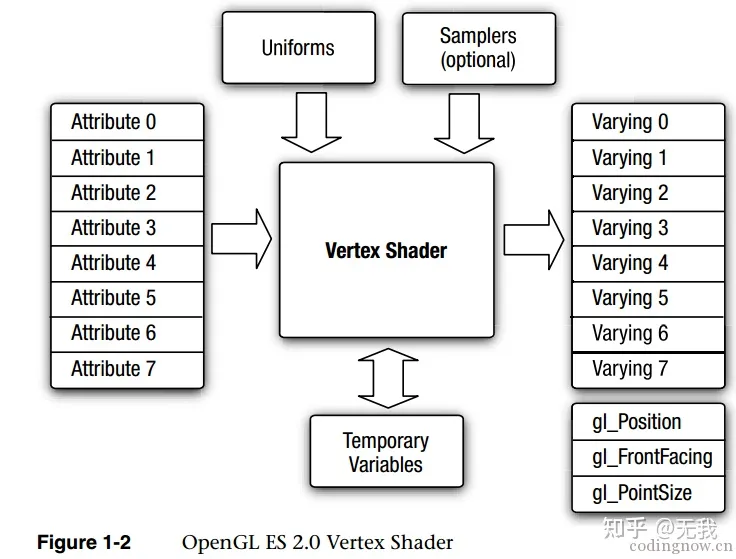 Uniforms
Samplers
(optional)
Attribute 0
Attribute 1
Attribute 2
Attribute 3
Attribute 4
Attribute 5
Attribute 6
Attribute 7
Vertex Shader
Temporary
Variables
Varying 0
Varying 1
Varying 2
Varying 3
Varying 4
Varying 5
Varying 6
Varying 7
gl_Position
gl_FrontFacing
gl_PointSize
Figure 1-2 OpenGL ES 2.0 Vertex Shader
知乎 @无我
codingnow.cn